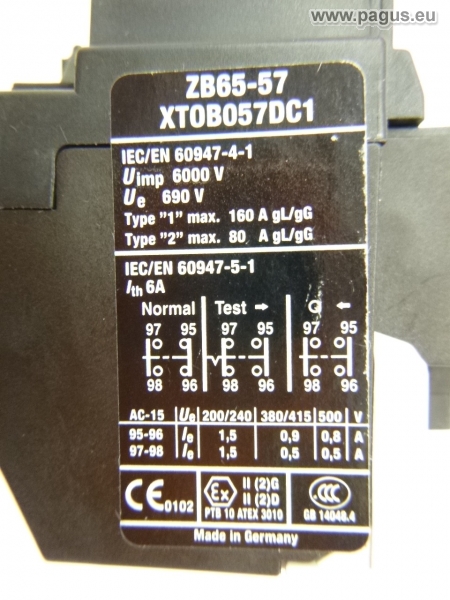 www.pagus.eu
ZB65-57
XTOB057DC1
IEC/EN 60947-4-1
Uimp 6000 V
Ue 690 V
Type "1" max. 160 A gL/gG
Type "2" max. 80 A gL/gG
IEC/EN 60947-5-1
Ith 6A
Normal Test → Q ←
97 95 97 95 97 95
98 96 98 96 98 96
AC-15 Ue 200/240 380/415 500 V
95-96 Ie 1,5 0,9 0,8 A
97-98 Ie 1,5 0,5 0,5 A
CE 0102 Ex II (2)G CCC
II (2)D
PTB 10 ATEX 3010 GB 14048.4
Made in Germany